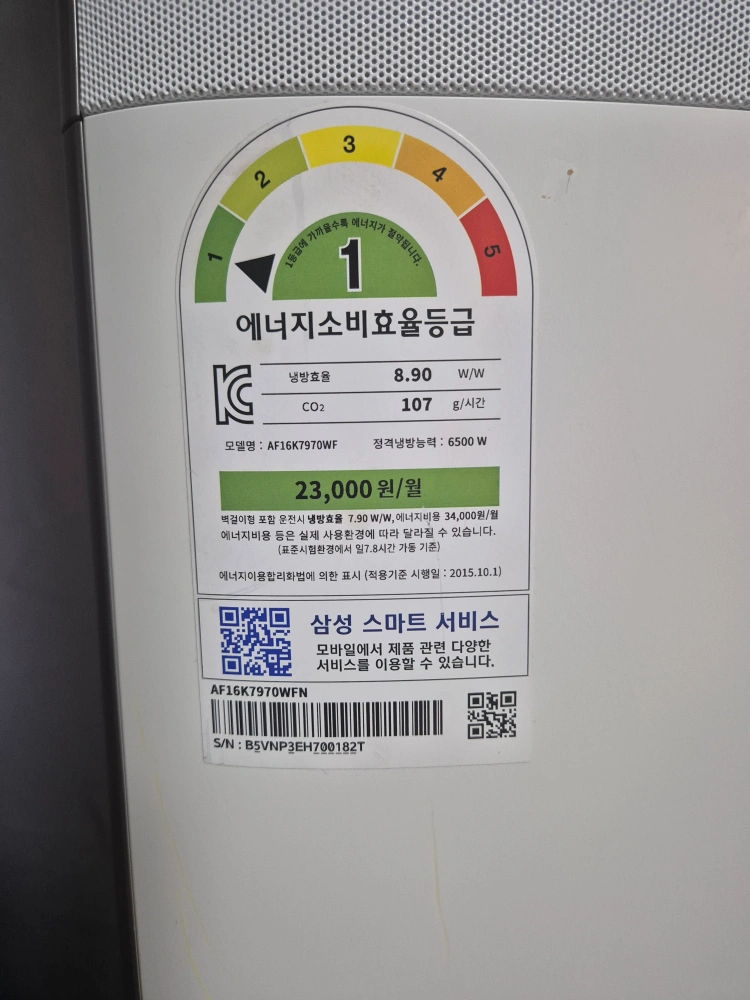 1
2
3
4
5
1등급에 가까울수록 에너지가 절약됩니다.
1
에너지소비효율등급
냉방효율 8.90 W/W
CO₂ 107 g/시간
모델명 : AF16K7970WF 정격냉방능력 : 6500 W
23,000 원/월
벽걸이형 포함 운전시 냉방효율 7.90 W/W, 에너지비용 34,000원/월
에너지비용 등은 실제 사용환경에 따라 달라질 수 있습니다.
(표준시험환경에서 일7.8시간 가동 기준)
에너지이용합리화법에 의한 표시 (적용기준 시행일 : 2015.10.1)
삼성 스마트 서비스
모바일에서 제품 관련 다양한
서비스를 이용할 수 있습니다.
AF16K7970WFN
S/N : B5VNP3EH700182T